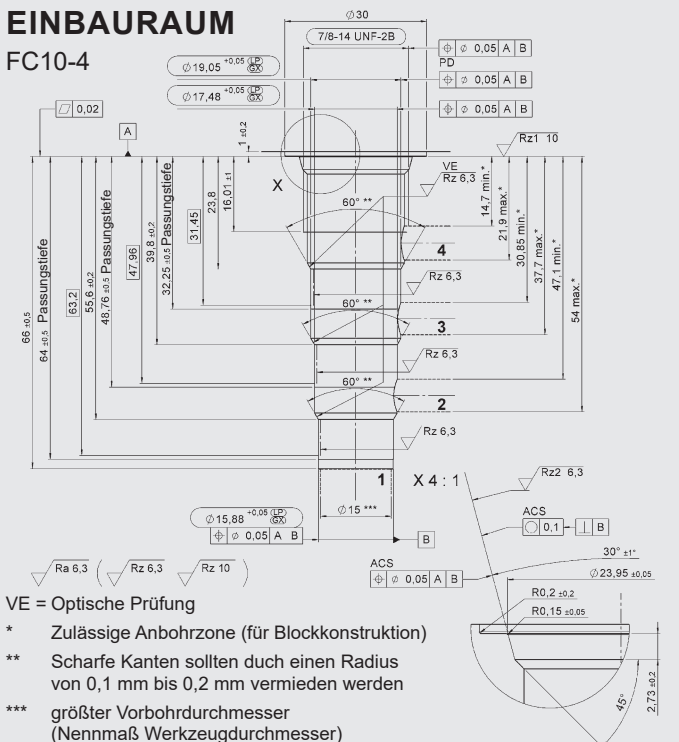 EINBAURAUM
FC10-4
⌀30
7/8-14 UNF-2B
⌖ ⌀ 0,05 A B
PD
⌖ ⌀ 0,05 A B
⌖ ⌀ 0,05 A B
⌀19,05 +0,05 LP GX
⌀17,48 +0,05 LP GX
▱ 0,02
A
1 ±0,2
Rz1 10
X
VE
Rz 6,3
60° **
4
Rz 6,3
60° **
3
Rz 6,3
60° **
2
Rz 6,3
1
66 ±0,5
64 ±0,5 Passungstiefe
63,2
55,6 ±0,2
48,76 ±0,5 Passungstiefe
47,96
39,8 ±0,2
32,25 ±0,5 Passungstiefe
31,45
23,8
16,01 ±1
14,7 min.*
21,9 max.*
30,85 min.*
37,7 max.*
47,1 min.*
54 max.*
⌀15 ***
⌀15,88 +0,05 LP GX
⌖ ⌀ 0,05 A B
B
X 4 : 1
Rz2 6,3
ACS
○ 0,1 ⊥ B
30° ±1°
ACS
⌖ ⌀ 0,05 A B
⌀23,95 ±0,05
R0,2 ±0,2
R0,15 ±0,05
45°
2,73 ±0,2
Ra 6,3 ( Rz 6,3 Rz 10 )
VE = Optische Prüfung
* Zulässige Anbohrzone (für Blockkonstruktion)
** Scharfe Kanten sollten duch einen Radius
von 0,1 mm bis 0,2 mm vermieden werden
*** größter Vorbohrdurchmesser
(Nennmaß Werkzeugdurchmesser)